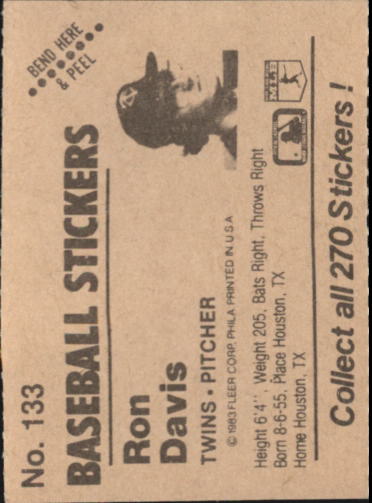 No. 133
BEND HERE
& PEEL
BASEBALL STICKERS
Ron
Davis
TWINS • PITCHER
© 1983 FLEER CORP. PHILA PRINTED IN U.S.A
Height 6'4", Weight 205, Bats Right, Throws Right
Born 8-6-55, Place Houston, TX
Home Houston, TX
Collect all 270 Stickers!